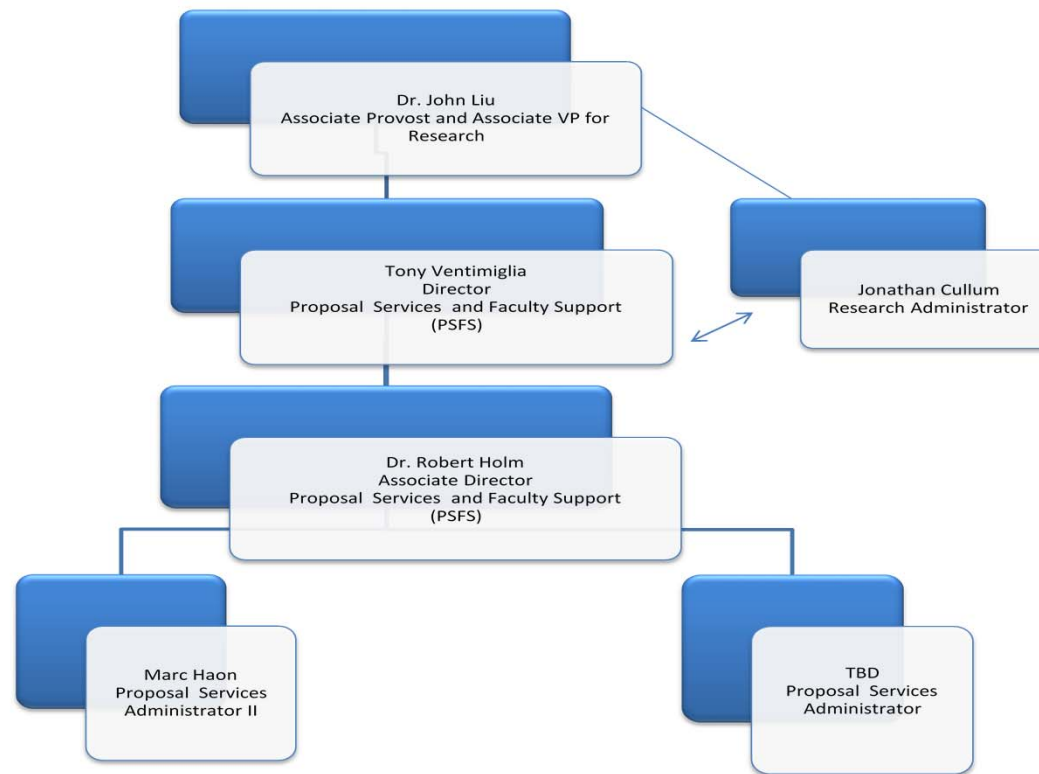 Dr. John Liu
Associate Provost and Associate VP for
Research
Tony Ventimiglia
Director
Proposal  Services  and Faculty Support
(PSFS)
Jonathan Cullum
Research Administrator
Dr. Robert Holm
Associate Director
Proposal  Services  and Faculty Support
(PSFS)
Marc Haon
Proposal  Services
Administrator II
TBD
Proposal  Services
Administrator